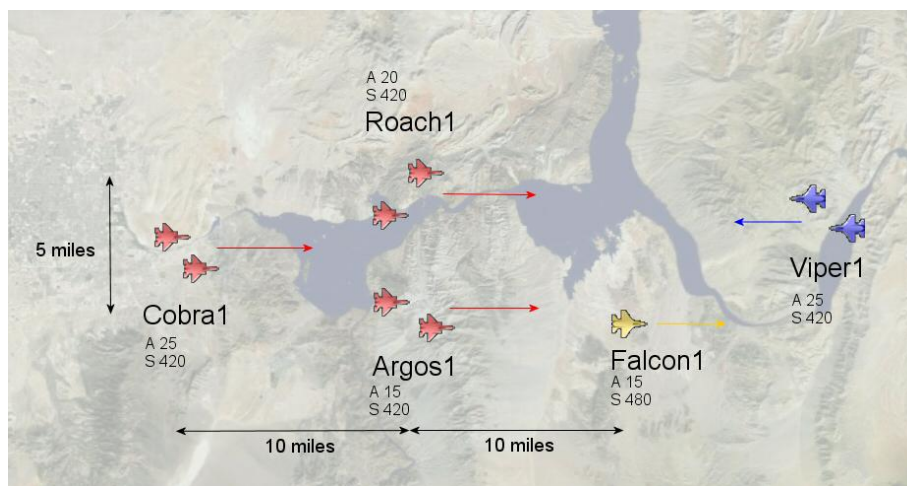 A 20
S 420
Roach1
5 miles
Cobra1
A 25
S 420
Argos1
A 15
S 420
Falcon1
A 15
S 480
Viper1
A 25
S 420
10 miles
10 miles